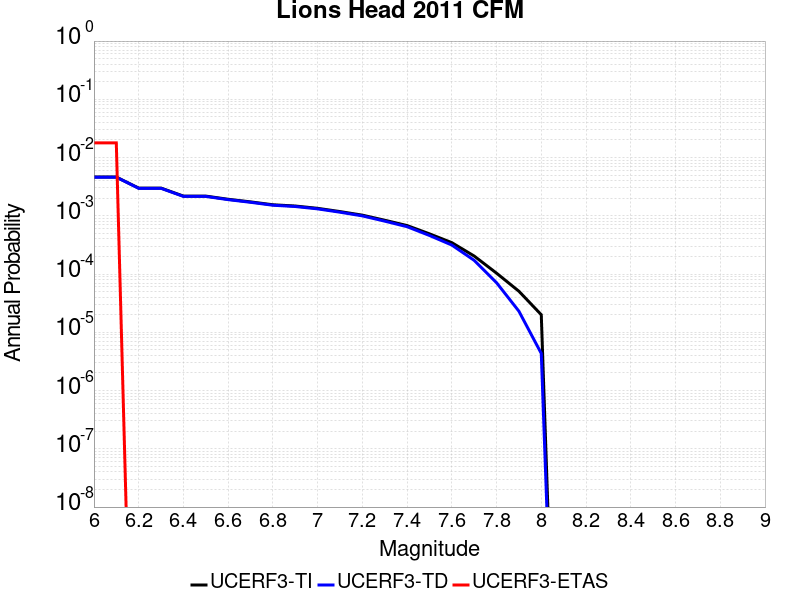 Lions Head 2011 CFM
10^0
10^-1
10^-2
10^-3
10^-4
10^-5
10^-6
10^-7
10^-8
Annual Probability
6 6.2 6.4 6.6 6.8 7 7.2 7.4 7.6 7.8 8 8.2 8.4 8.6 8.8 9
Magnitude
UCERF3-TI UCERF3-TD UCERF3-ETAS